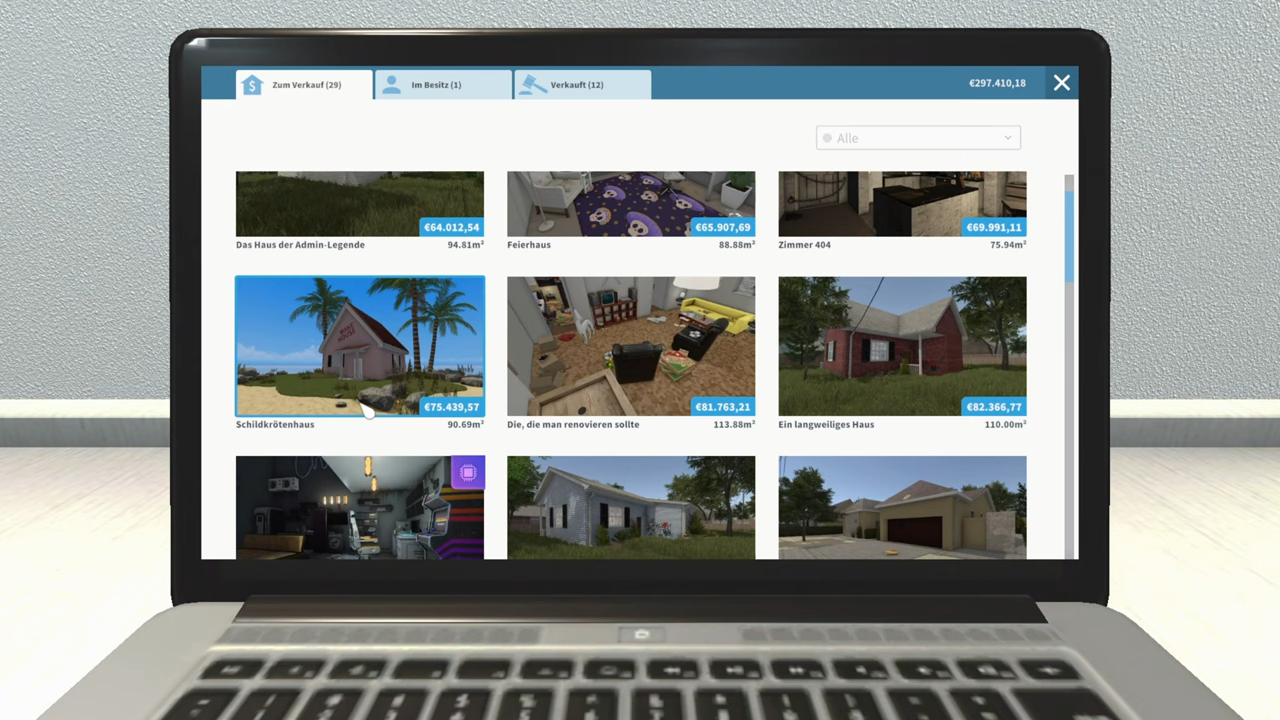 Zum Verkauf (29)
Im Besitz (1)
Verkauft (12)
€297.410,18
Alle
€64.012,54
€65.907,69
€69.991,11
Das Haus der Admin-Legende
94.81m²
Feierhaus
88.88m²
Zimmer 404
75.94m²
€75.439,57
€81.763,21
€82.366,77
Schildkrötenhaus
90.69m²
Die, die man renovieren sollte
113.88m²
Ein langweiliges Haus
110.00m²